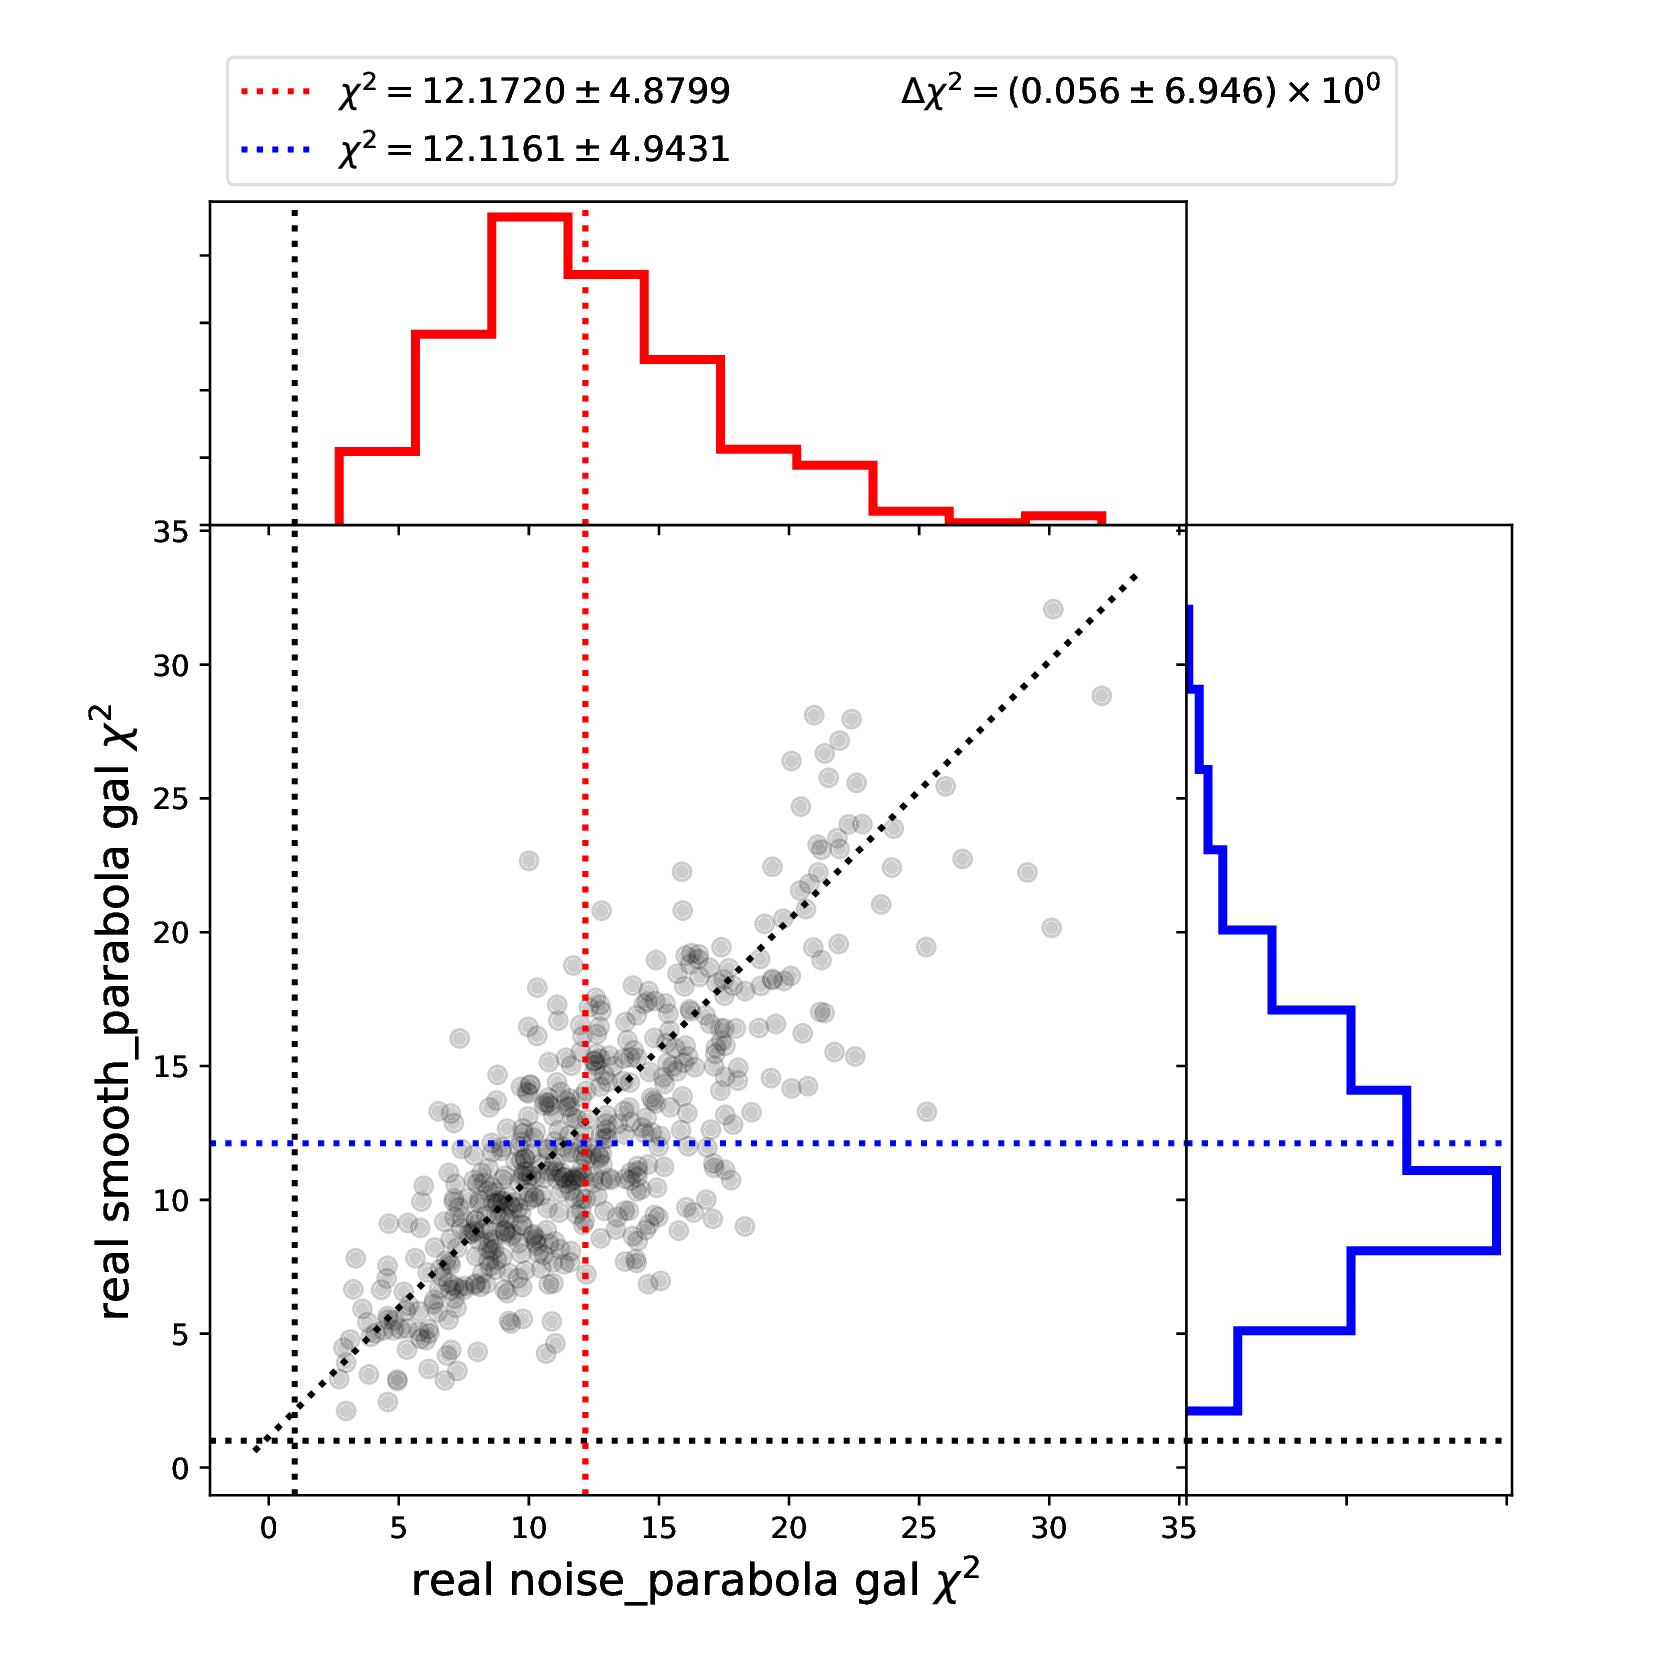 χ² = 12.1720 ± 4.8799
Δχ² = (0.056 ± 6.946) × 10⁰
χ² = 12.1161 ± 4.9431
35
30
25
20
15
10
5
0
real smooth_parabola gal χ²
0 5 10 15 20 25 30 35
real noise_parabola gal χ²